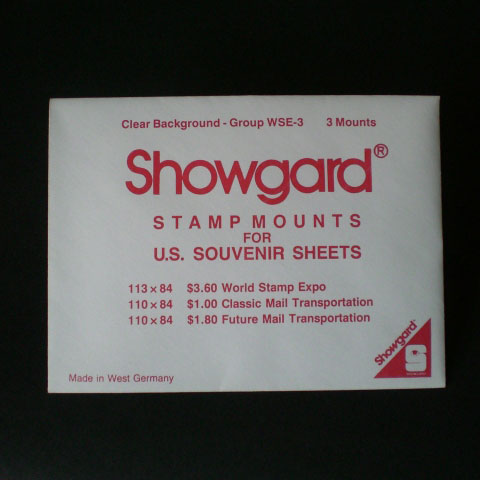 Clear Background - Group WSE-3 3 Mounts
Showgard®
STAMP MOUNTS
FOR
U.S. SOUVENIR SHEETS
113 x 84 $3.60 World Stamp Expo
110 x 84 $1.00 Classic Mail Transportation
110 x 84 $1.80 Future Mail Transportation
Showgard
S
Made in West Germany